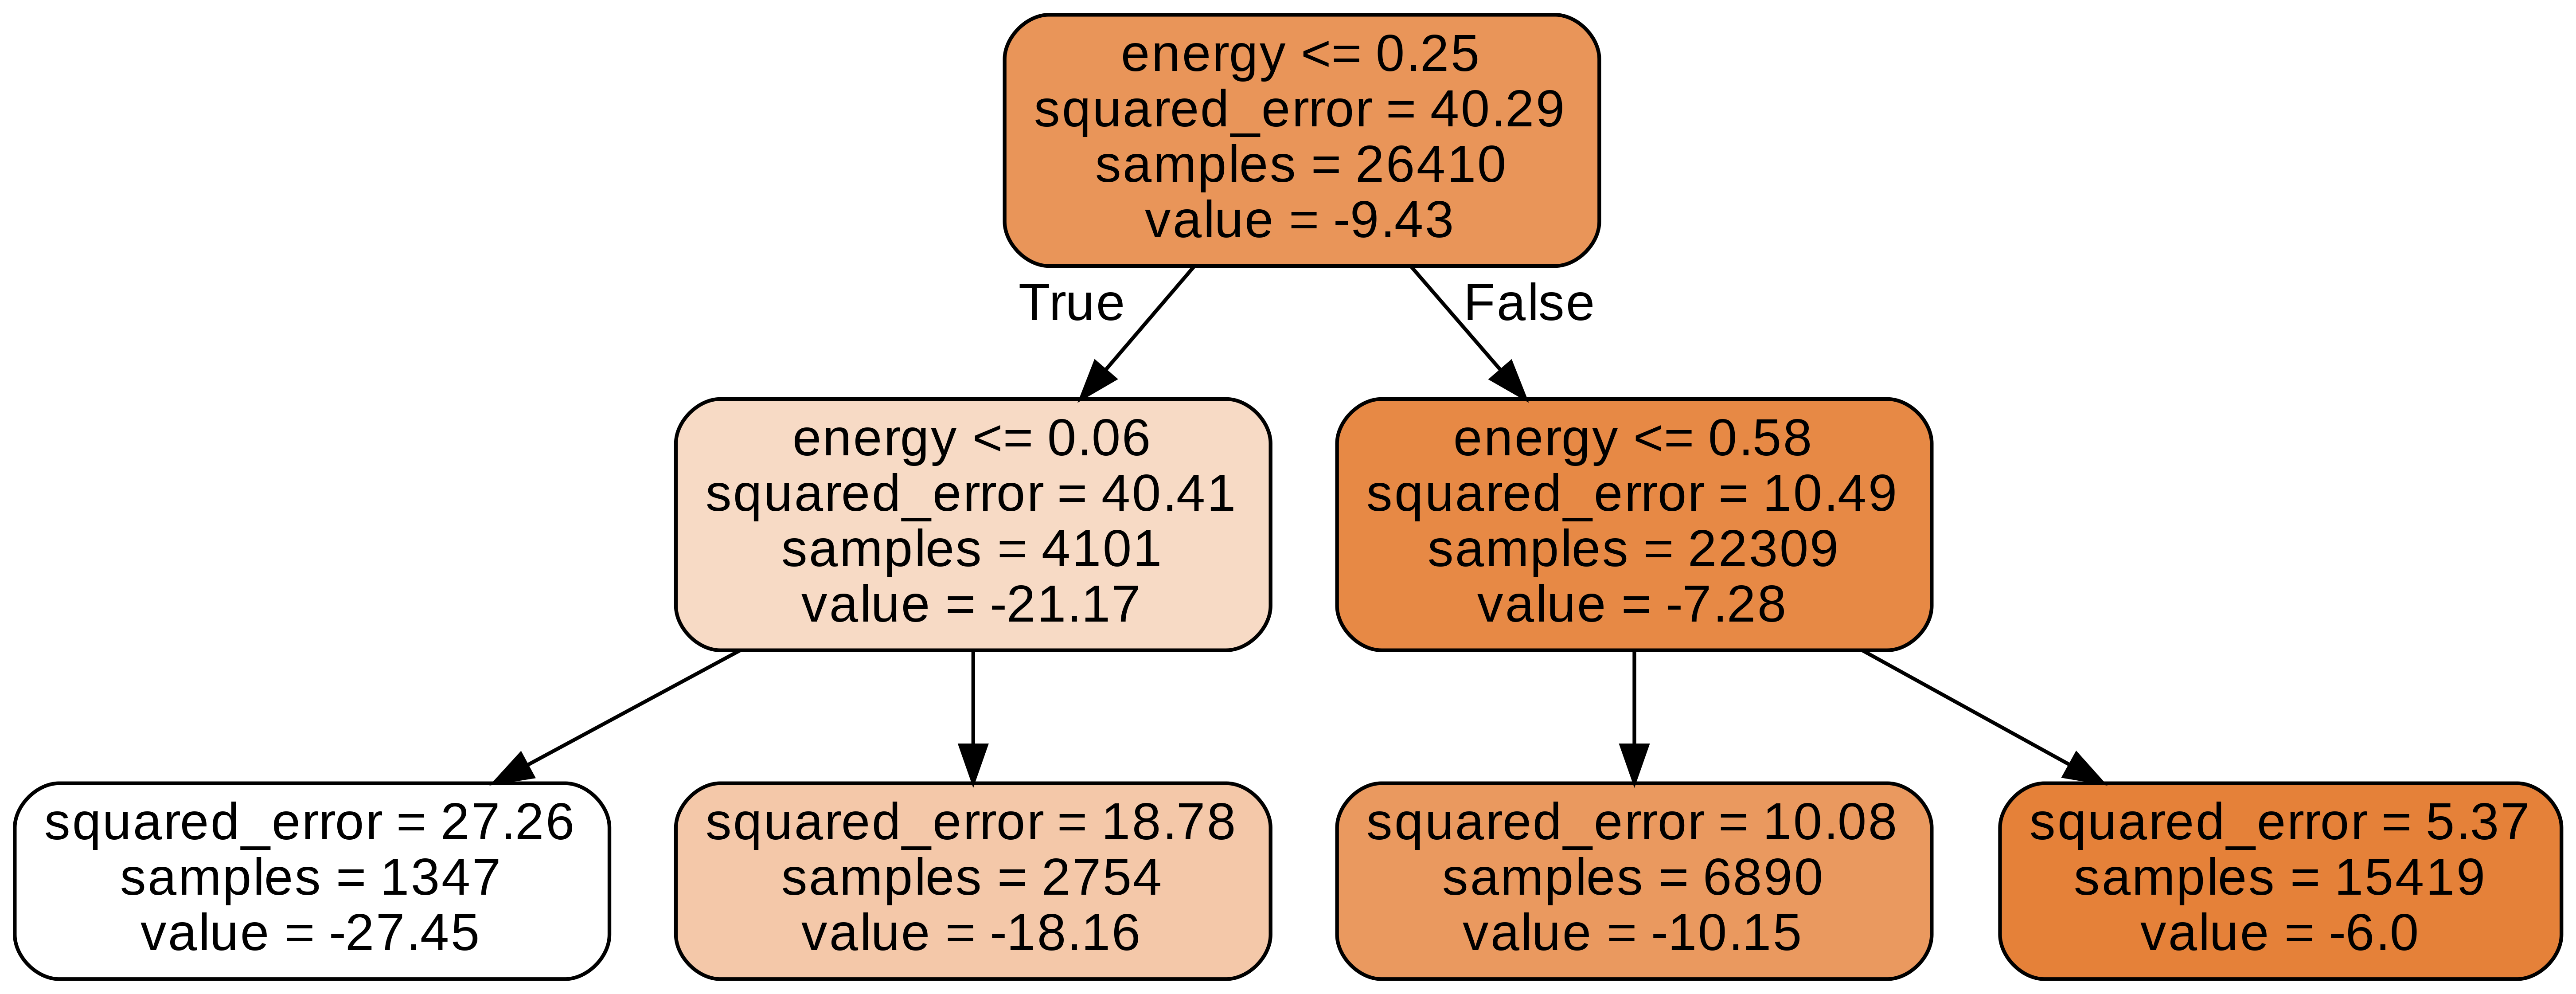 energy <= 0.25
squared_error = 40.29
samples = 26410
value = -9.43
True
False
energy <= 0.06
squared_error = 40.41
samples = 4101
value = -21.17
energy <= 0.58
squared_error = 10.49
samples = 22309
value = -7.28
squared_error = 27.26
samples = 1347
value = -27.45
squared_error = 18.78
samples = 2754
value = -18.16
squared_error = 10.08
samples = 6890
value = -10.15
squared_error = 5.37
samples = 15419
value = -6.0